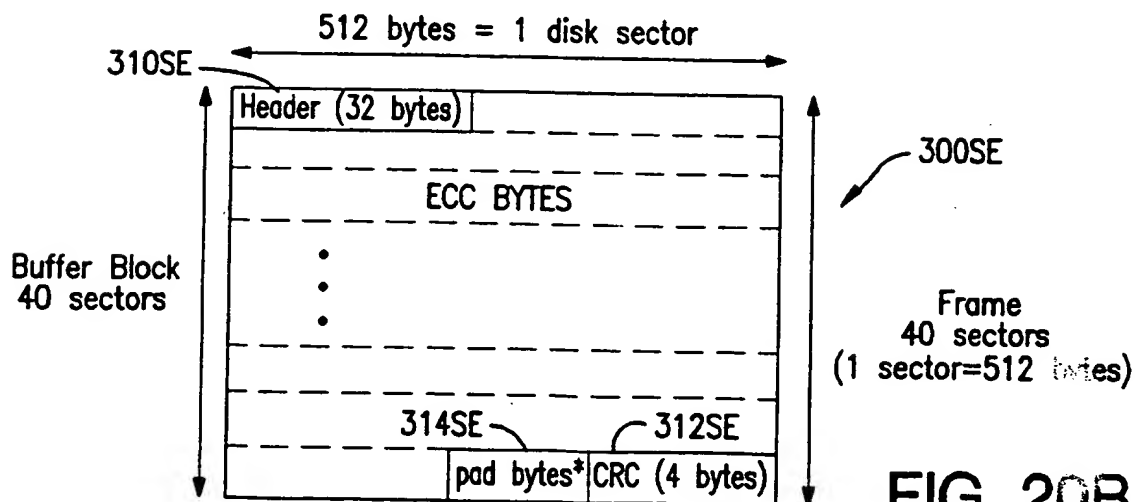 512 bytes = 1 disk sector
310SE
Header (32 bytes)
300SE
ECC BYTES
Buffer Block
40 sectors
Frame
40 sectors
(1 sector=512 bytes)
314SE
312SE
pad bytes*
CRC (4 bytes)
FIG. 20B